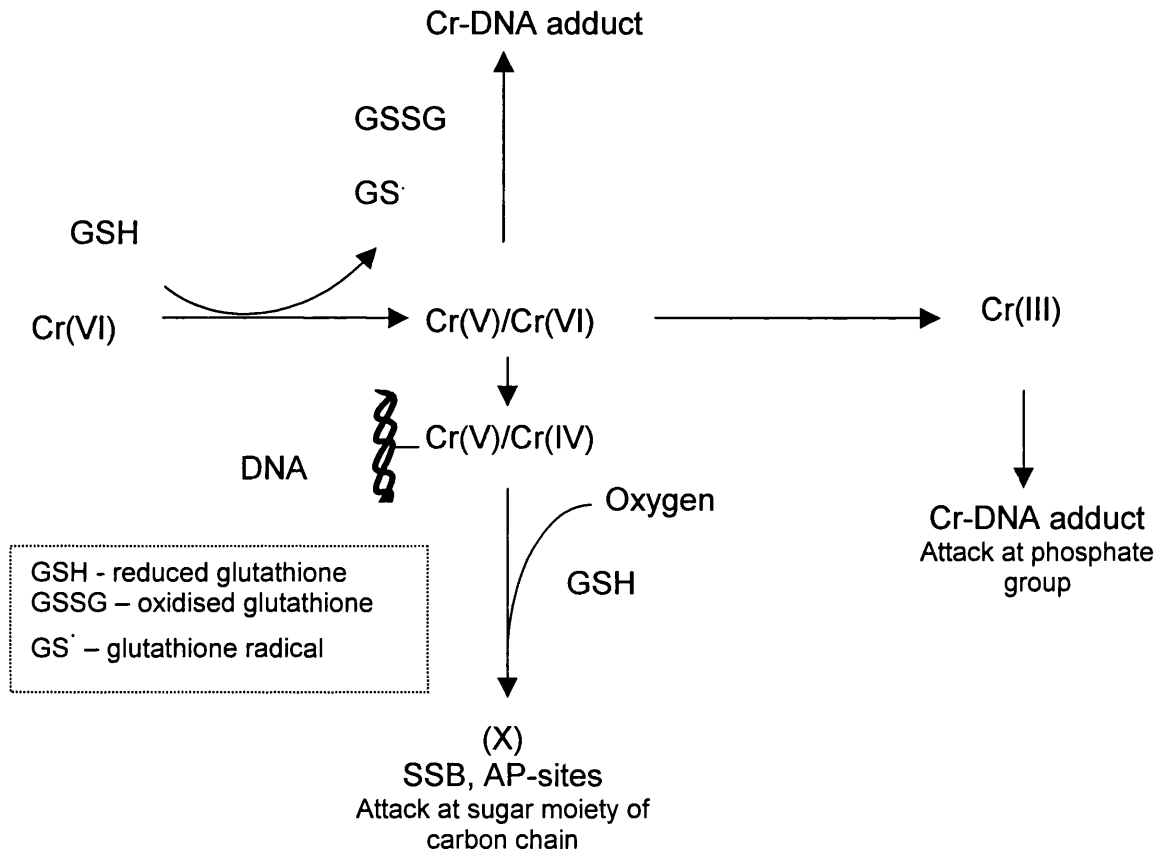 Cr-DNA adduct
GSSG
GS·
GSH
Cr(VI)
Cr(V)/Cr(VI)
Cr(III)
Cr(V)/Cr(IV)
DNA
Oxygen
GSH
Cr-DNA adduct
Attack at phosphate
group
GSH - reduced glutathione
GSSG – oxidised glutathione
GS· – glutathione radical
(X)
SSB, AP-sites
Attack at sugar moiety of
carbon chain